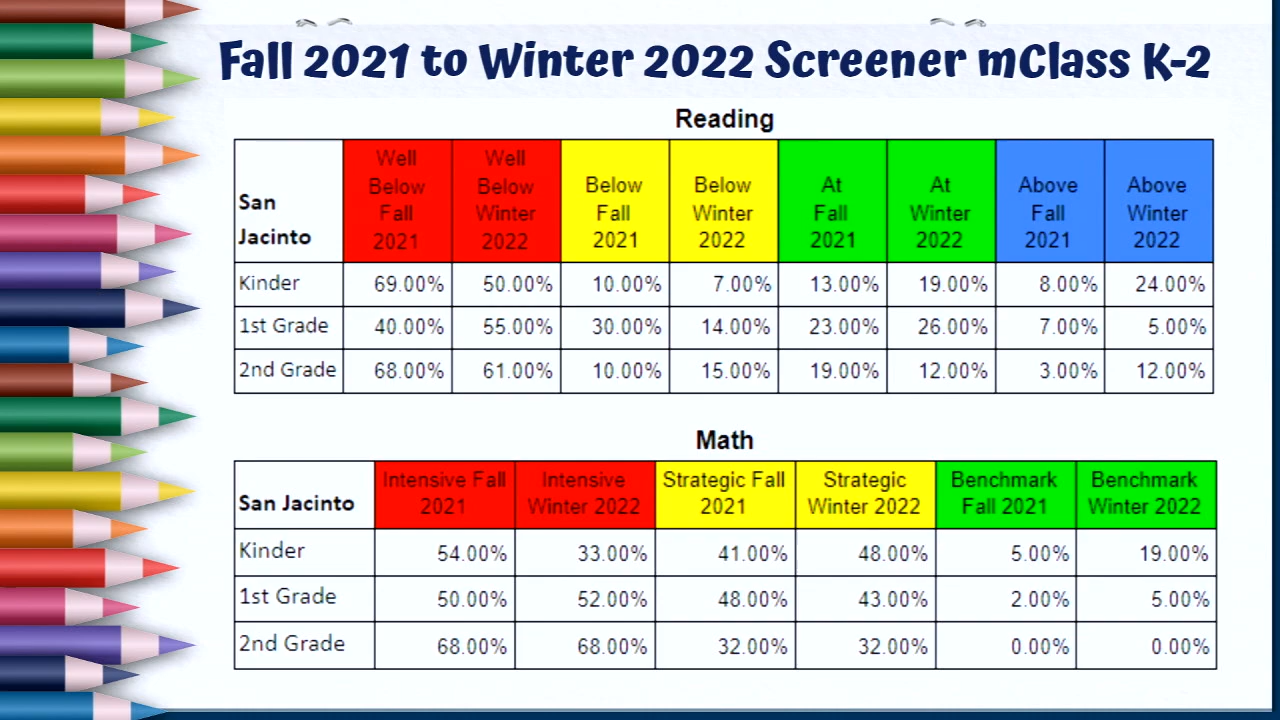 Fall 2021 to Winter 2022 Screener mClass K-2
Reading
San Jacinto Well Below Fall 2021 Well Below Winter 2022 Below Fall 2021 Below Winter 2022 At Fall 2021 At Winter 2022 Above Fall 2021 Above Winter 2022
Kinder 69.00% 50.00% 10.00% 7.00% 13.00% 19.00% 8.00% 24.00%
1st Grade 40.00% 55.00% 30.00% 14.00% 23.00% 26.00% 7.00% 5.00%
2nd Grade 68.00% 61.00% 10.00% 15.00% 19.00% 12.00% 3.00% 12.00%
Math
San Jacinto Intensive Fall 2021 Intensive Winter 2022 Strategic Fall 2021 Strategic Winter 2022 Benchmark Fall 2021 Benchmark Winter 2022
Kinder 54.00% 33.00% 41.00% 48.00% 5.00% 19.00%
1st Grade 50.00% 52.00% 48.00% 43.00% 2.00% 5.00%
2nd Grade 68.00% 68.00% 32.00% 32.00% 0.00% 0.00%